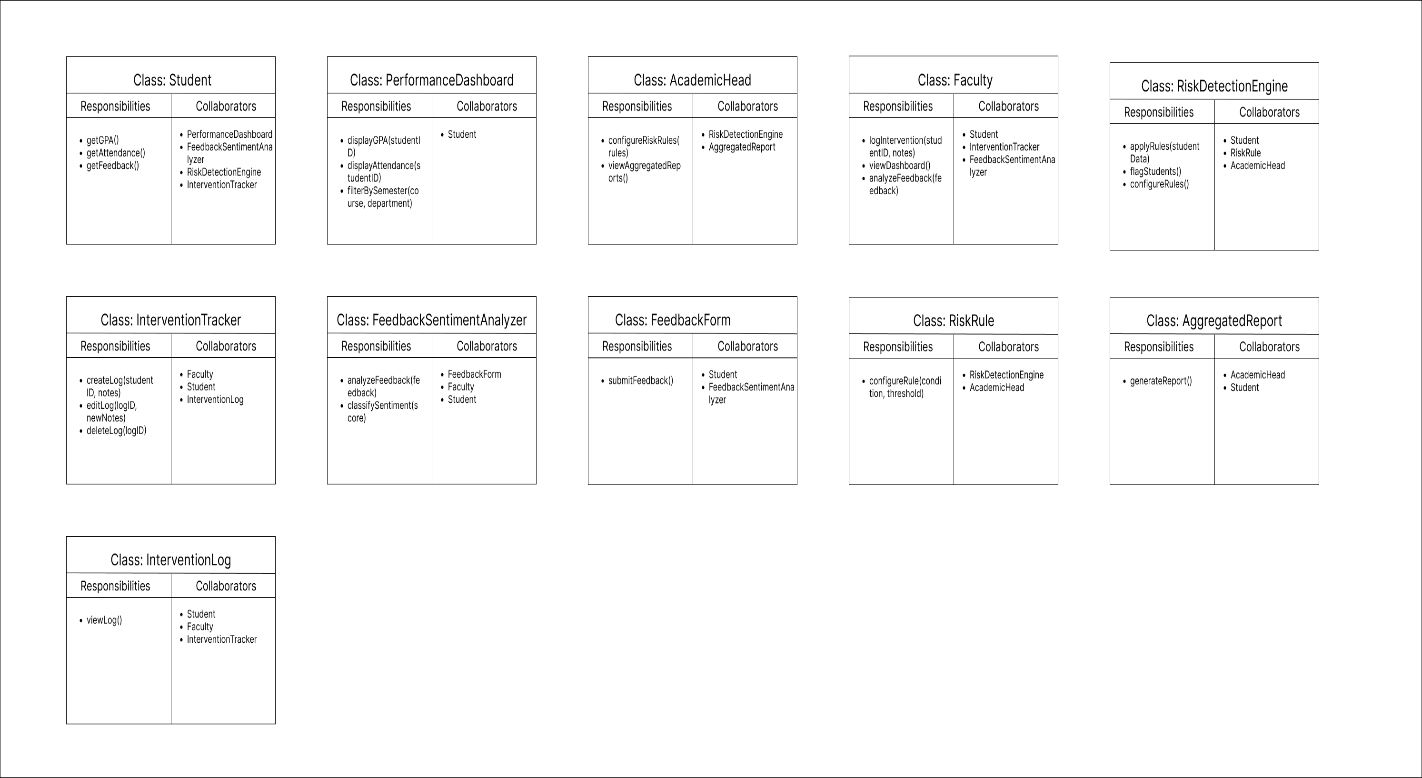 Class: Student
Responsibilities
Collaborators
• getGPA()
• getAttendance()
• getFeedback()
• PerformanceDashboard
• FeedbackSentimentAna
lyzer
• RiskDetectionEngine
• InterventionTracker
Class: PerformanceDashboard
Responsibilities
Collaborators
• displayGPA(studentI
D)
• displayAttendance(s
tudentID)
• filterBySemester(co
urse, department)
• Student
Class: AcademicHead
Responsibilities
Collaborators
• configureRiskRules(
rules)
• viewAggregatedRep
orts()
• RiskDetectionEngine
• AggregatedReport
Class: Faculty
Responsibilities
Collaborators
• logIntervention(stud
entID, notes)
• viewDashboard()
• analyzeFeedback(fe
edback)
• Student
• InterventionTracker
• FeedbackSentimentAna
lyzer
Class: RiskDetectionEngine
Responsibilities
Collaborators
• applyRules(student
Data)
• flagStudents()
• configureRules()
• Student
• RiskRule
• AcademicHead
Class: InterventionTracker
Responsibilities
Collaborators
• createLog(student
ID, notes)
• editLog(logID,
newNotes)
• deleteLog(logID)
• Faculty
• Student
• InterventionLog
Class: FeedbackSentimentAnalyzer
Responsibilities
Collaborators
• analyzeFeedback(fe
edback)
• classifySentiment(s
core)
• FeedbackForm
• Faculty
• Student
Class: FeedbackForm
Responsibilities
Collaborators
• submitFeedback()
• Student
• FeedbackSentimentAna
lyzer
Class: RiskRule
Responsibilities
Collaborators
• configureRule(condi
tion, threshold)
• RiskDetectionEngine
• AcademicHead
Class: AggregatedReport
Responsibilities
Collaborators
• generateReport()
• AcademicHead
• Student
Class: InterventionLog
Responsibilities
Collaborators
• viewLog()
• Student
• Faculty
• InterventionTracker